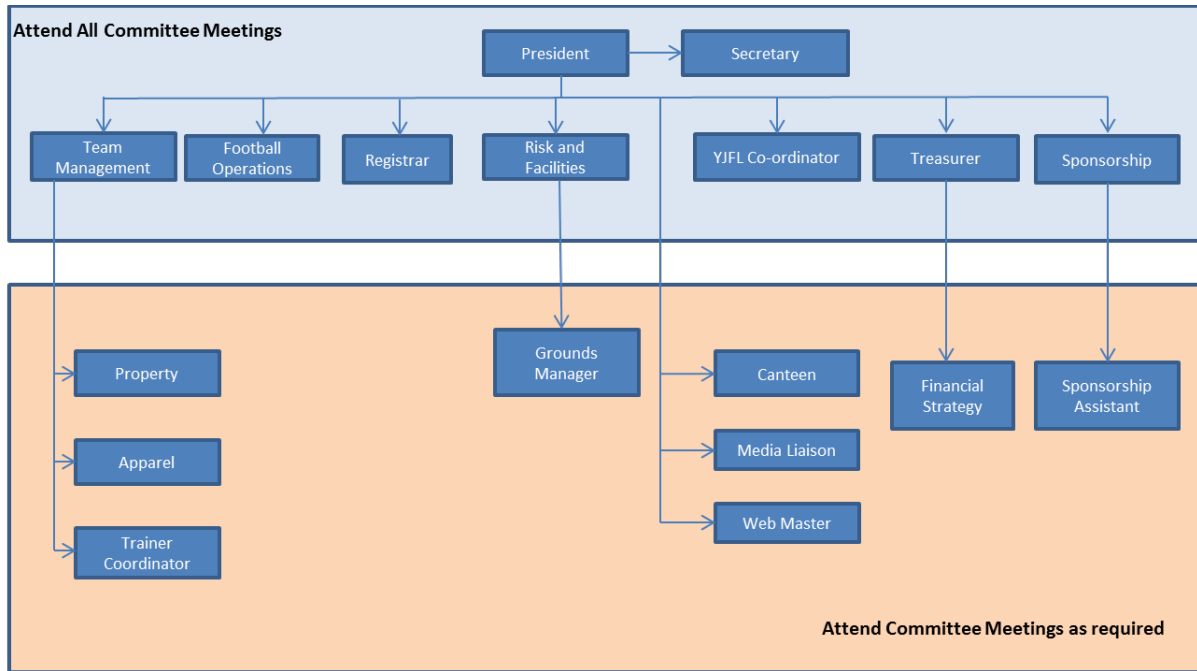 Attend All Committee Meetings
President
Secretary
Team
Management
Football
Operations
Registrar
Risk and
Facilities
YJFL Co-ordinator
Treasurer
Sponsorship
Property
Apparel
Trainer
Coordinator
Grounds
Manager
Canteen
Media Liaison
Web Master
Financial
Strategy
Sponsorship
Assistant
Attend Committee Meetings as required